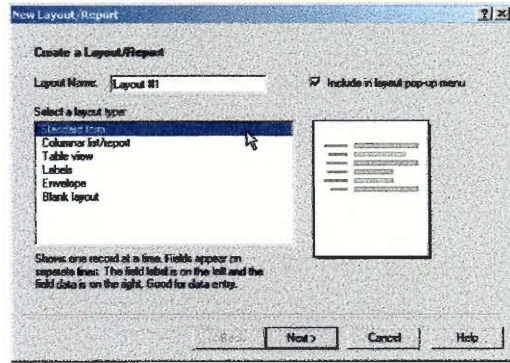 New Layout/Report
Create a Layout/Report
Layout Name: Layout #1
Include in layout pop-up menu
Select a layout type:
Standard form
Columnar list/report
Table view
Labels
Envelope
Blank layout
Shows one record at a time. Fields appear on
separate lines. The field label is on the left and the
field data is on the right. Good for data entry.
Next >
Cancel
Help